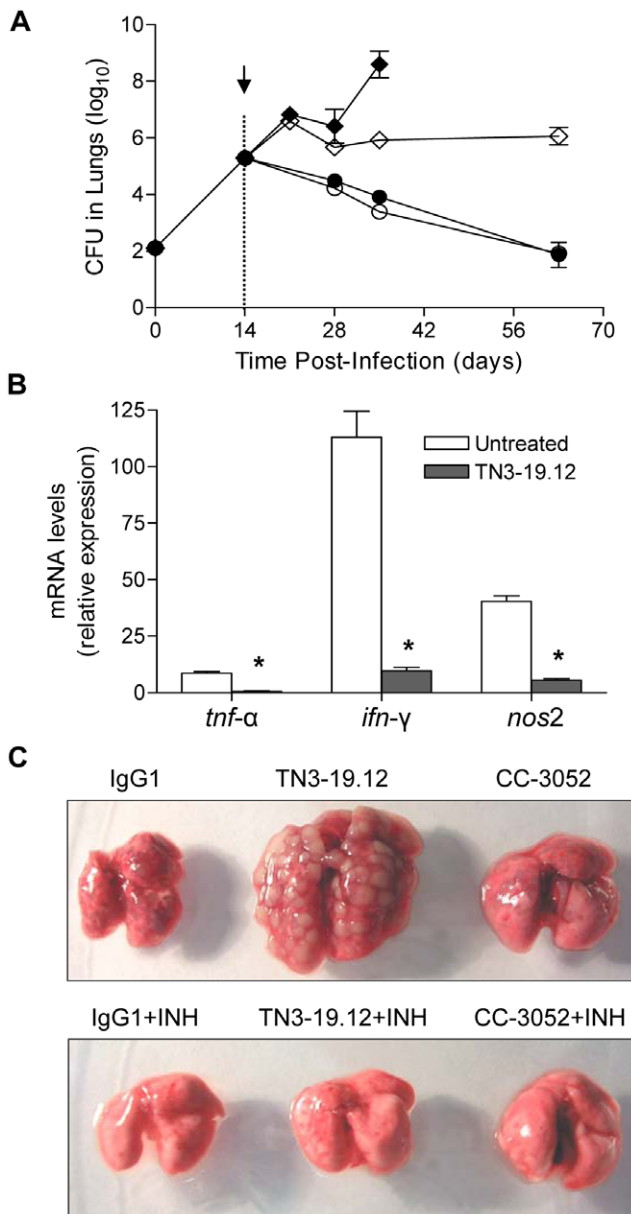 A
CFU in Lungs (log10)
10
8
6
4
2
0
0 14 28 42 56 70
Time Post-Infection (days)
B
mRNA levels
(relative expression)
125
100
75
50
25
0
Untreated
TN3-19.12
* * *
tnf-α ifn-γ nos2
C
IgG1 TN3-19.12 CC-3052
IgG1+INH TN3-19.12+INH CC-3052+INH